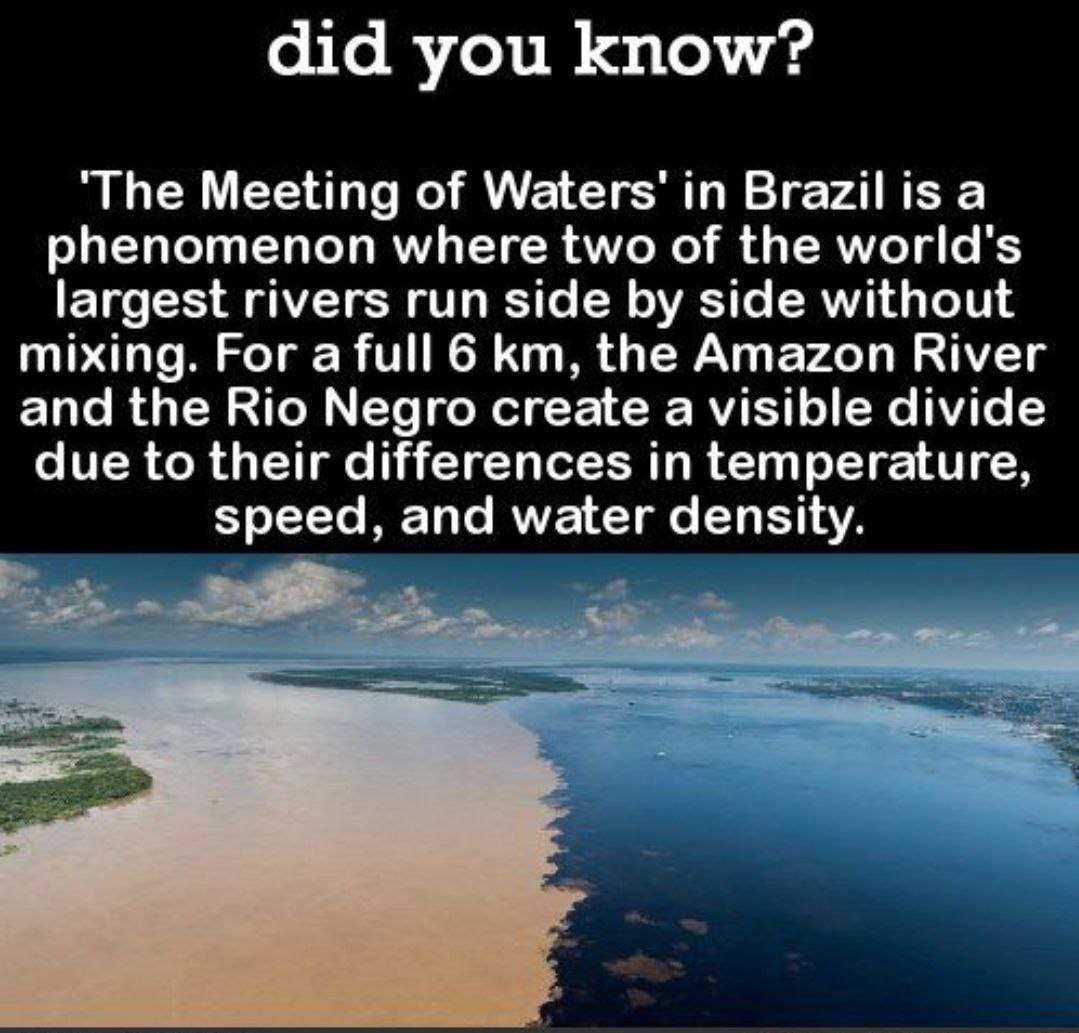 did you know?
'The Meeting of Waters' in Brazil is a
phenomenon where two of the world's
largest rivers run side by side without
mixing. For a full 6 km, the Amazon River
and the Rio Negro create a visible divide
due to their differences in temperature,
speed, and water density.